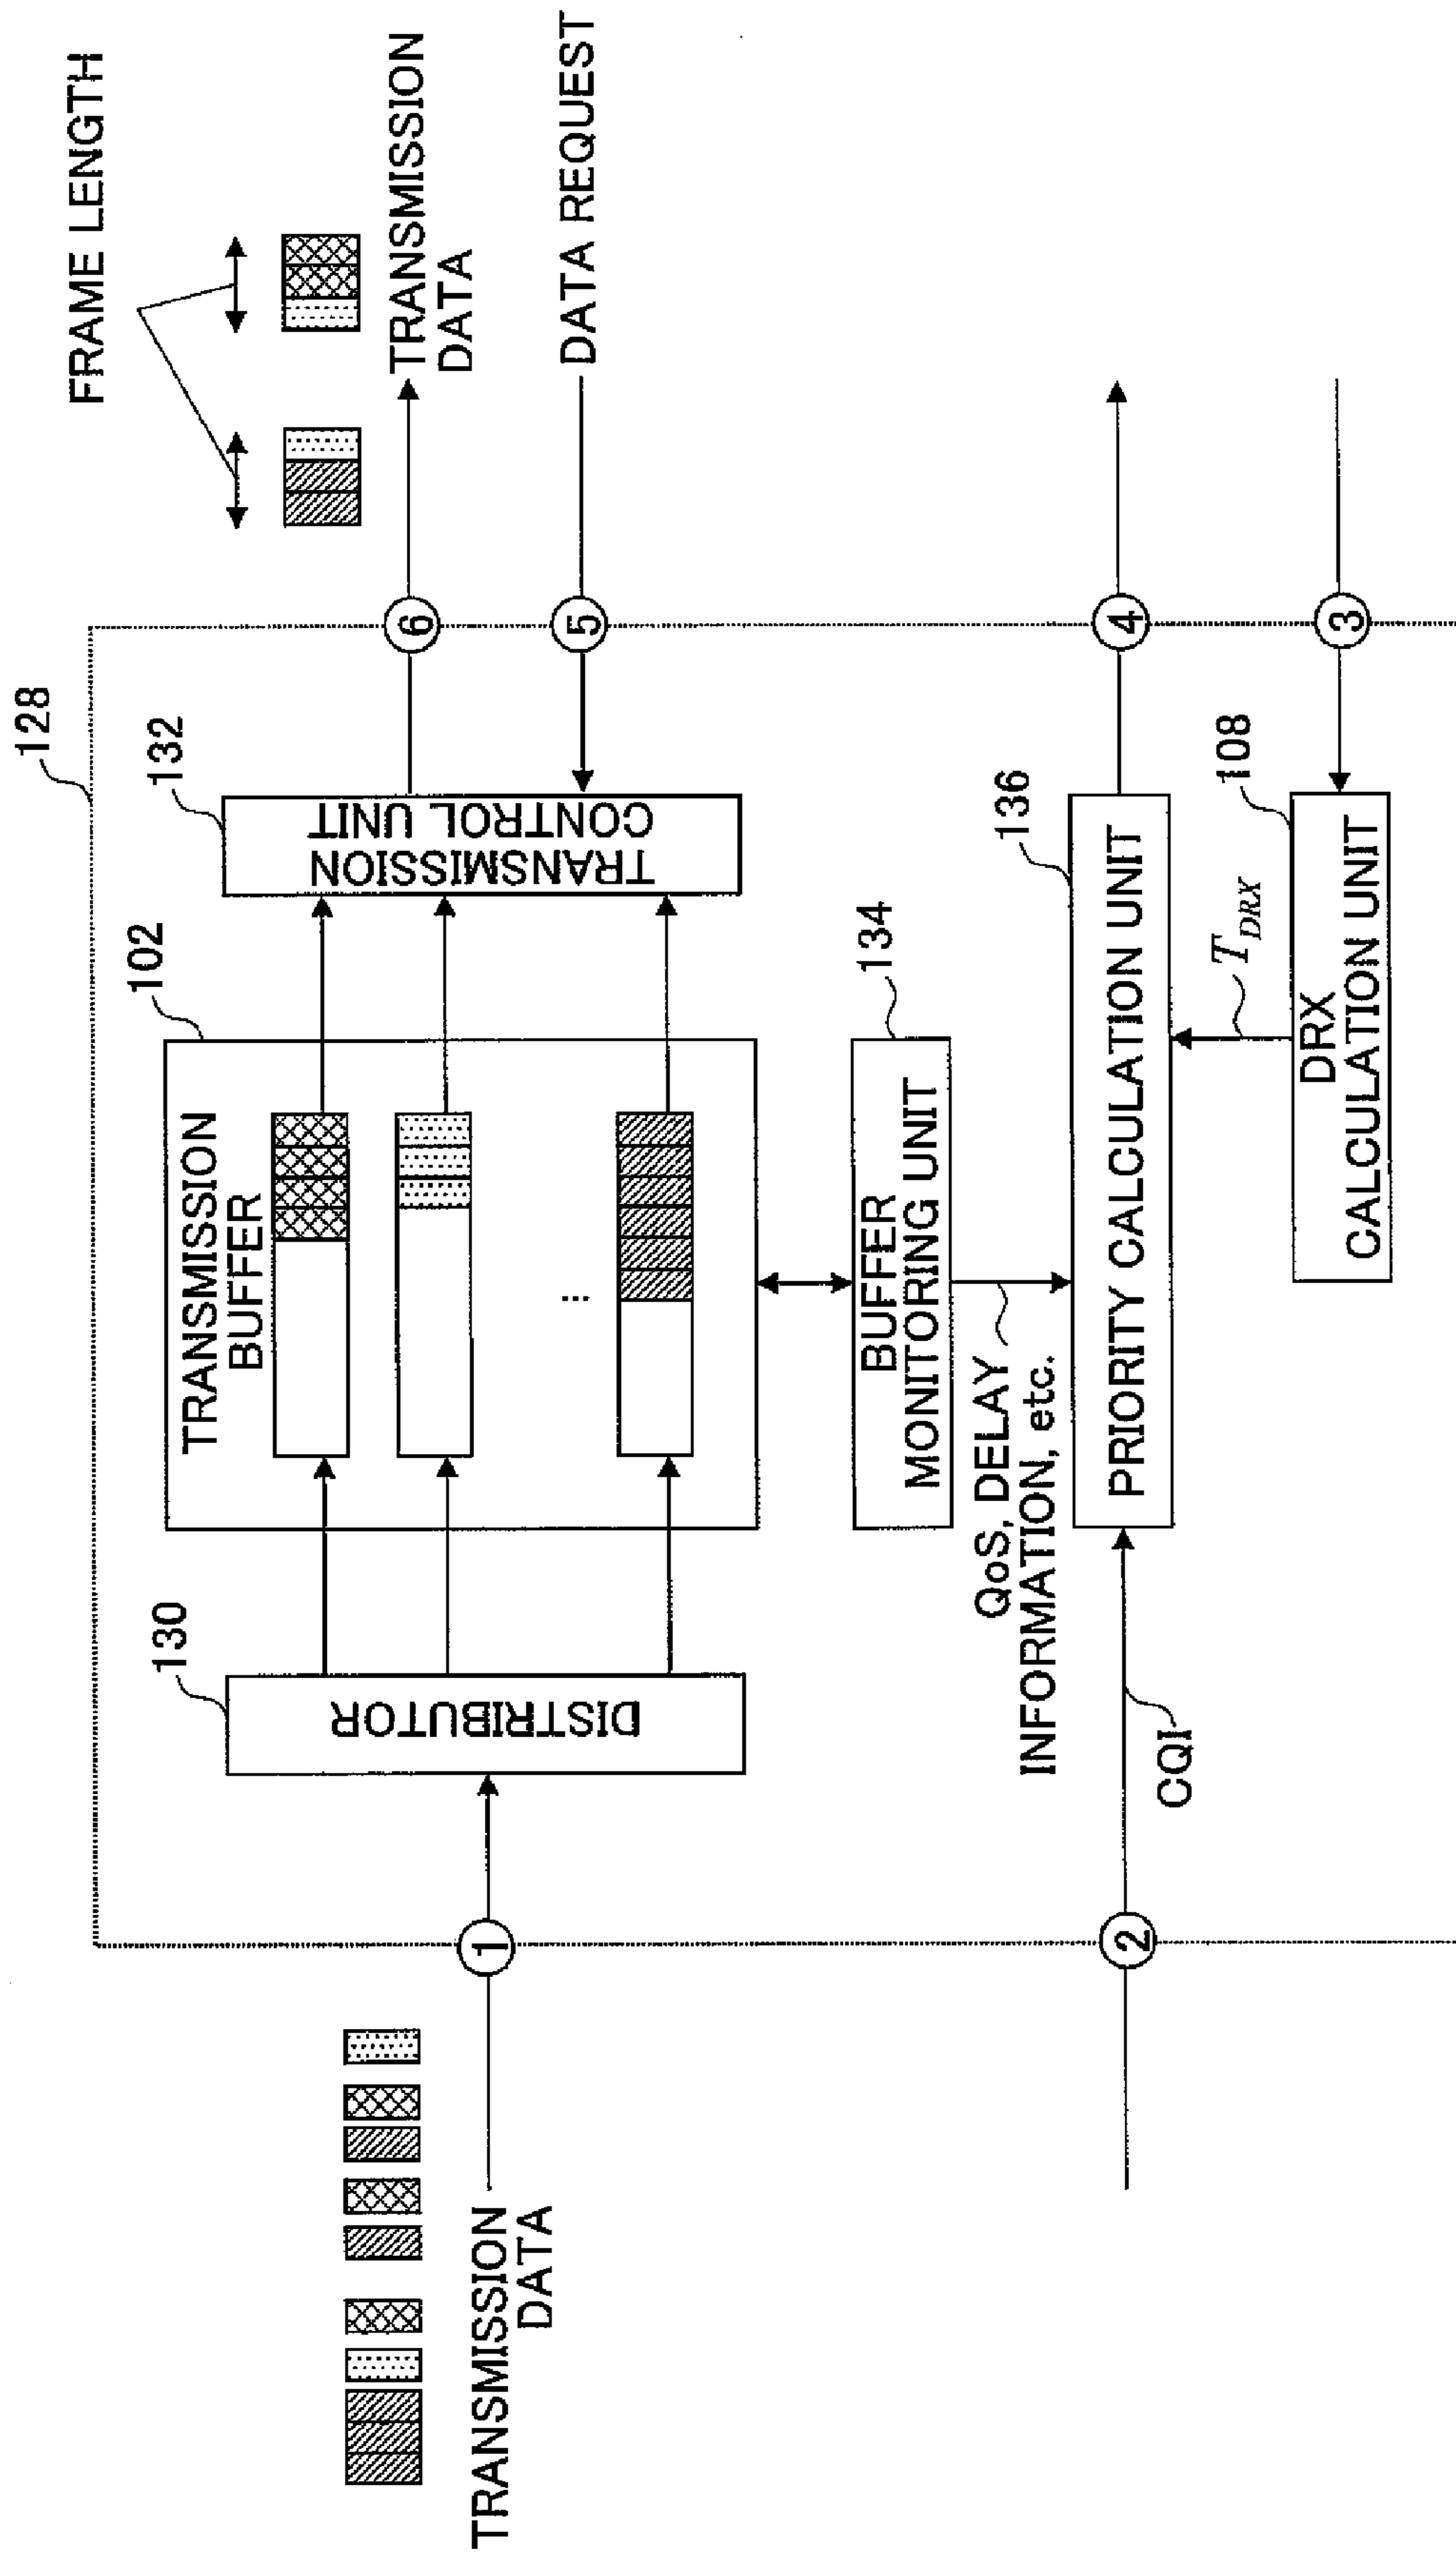 128
FRAME LENGTH
TRANSMISSION
DATA
TRANSMISSION
DATA
1
130
DISTRIBUTOR
102
TRANSMISSION
BUFFER
...
132
TRANSMISSION
CONTROL UNIT
6
5
DATA REQUEST
134
BUFFER
MONITORING UNIT
QoS, DELAY
INFORMATION, etc.
2
CQI
136
PRIORITY CALCULATION UNIT
4
T DRX
108
DRX
CALCULATION UNIT
3